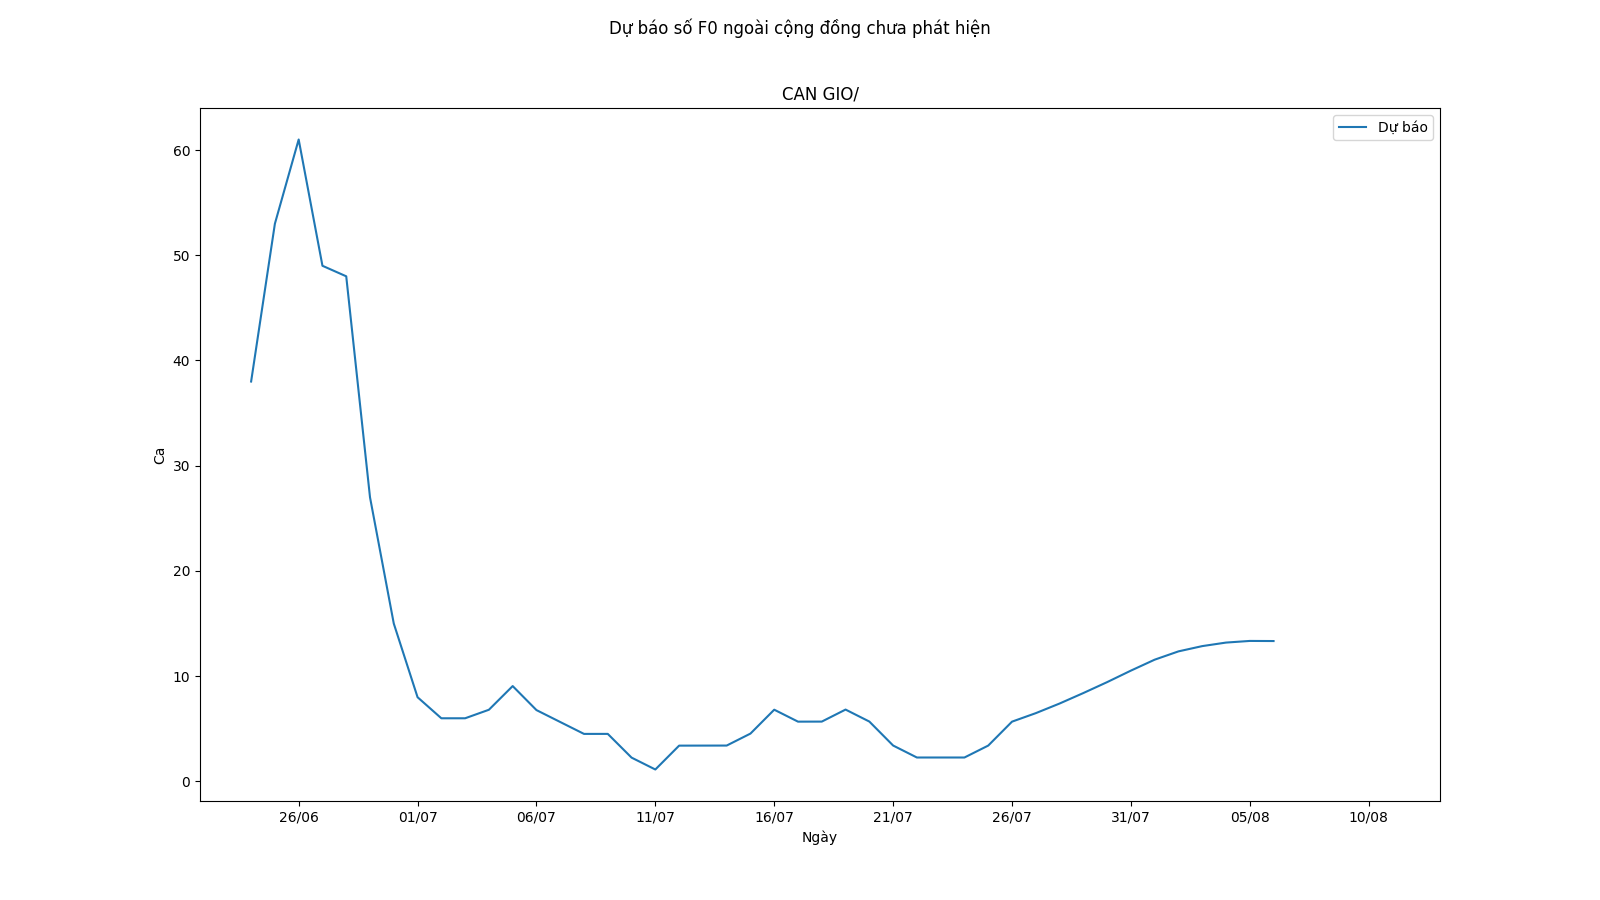 Dự báo số F0 ngoài cộng đồng chưa phát hiện
CAN GIO/
Dự báo
60
50
40
30
20
10
0
Ca
26/06 01/07 06/07 11/07 16/07 21/07 26/07 31/07 05/08 10/08
Ngày